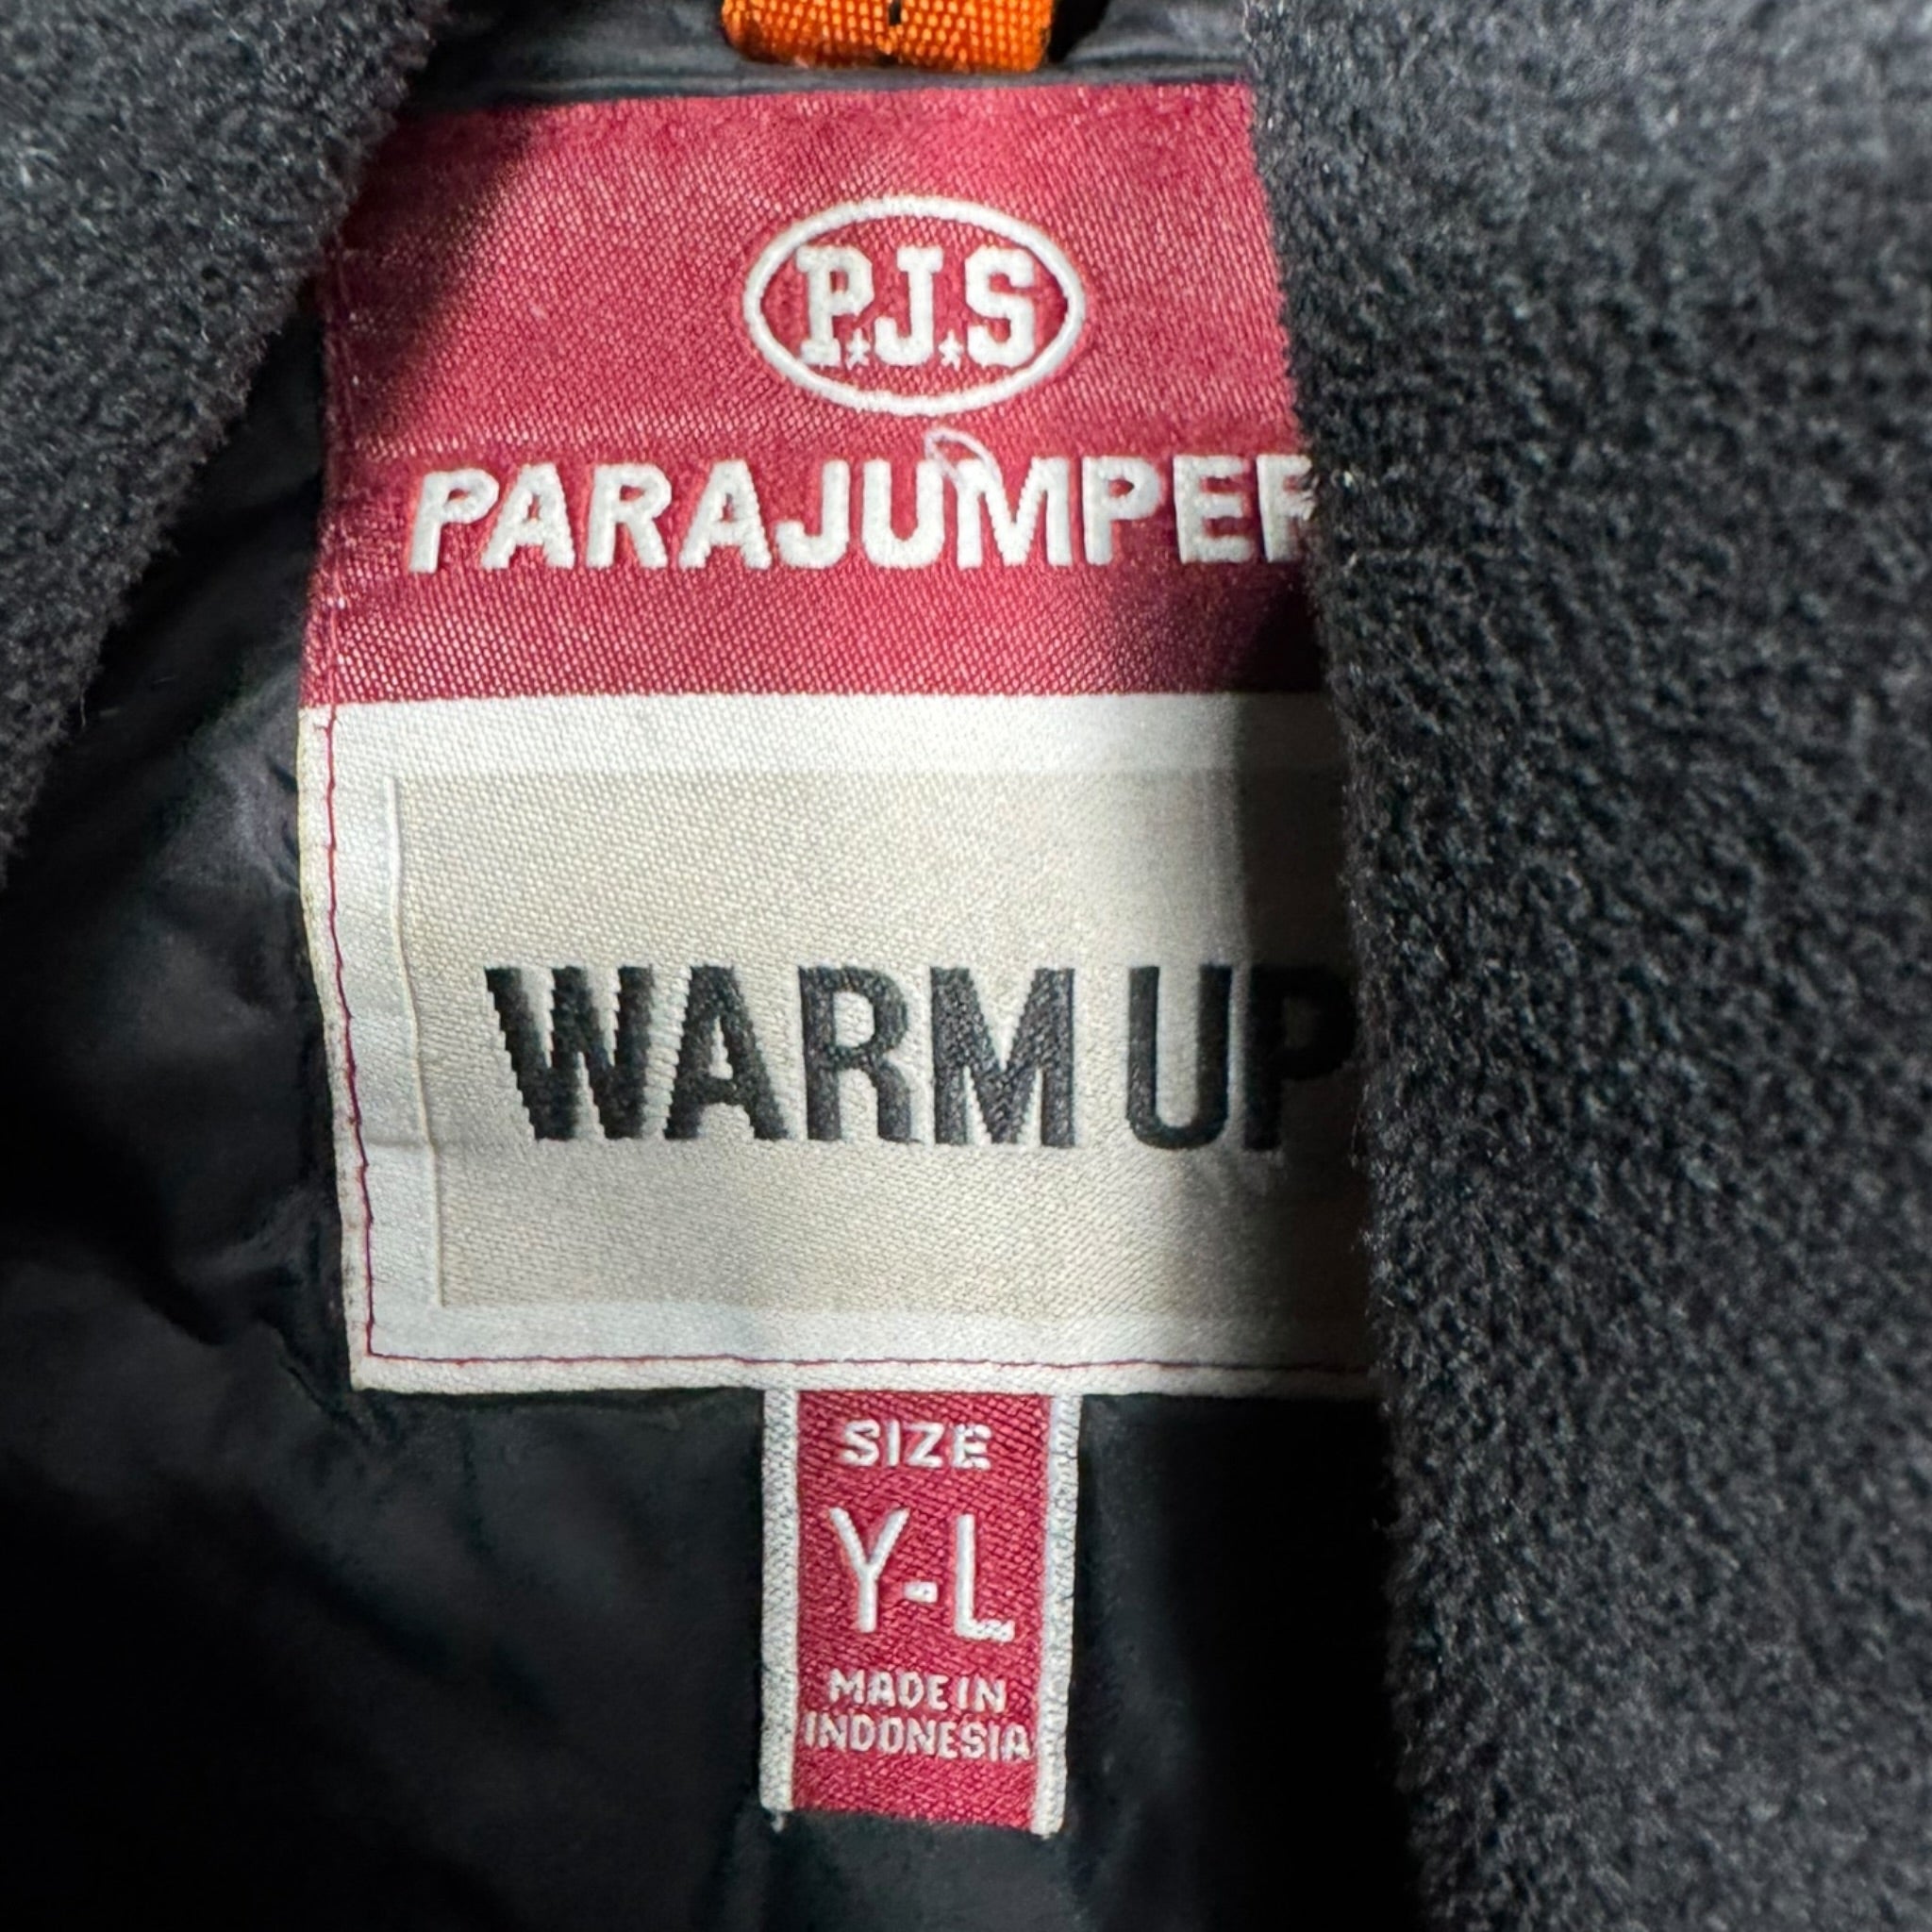 P.J.S
PARAJUMPER
WARM UP
SIZE
Y-L
MADE IN
INDONESIA